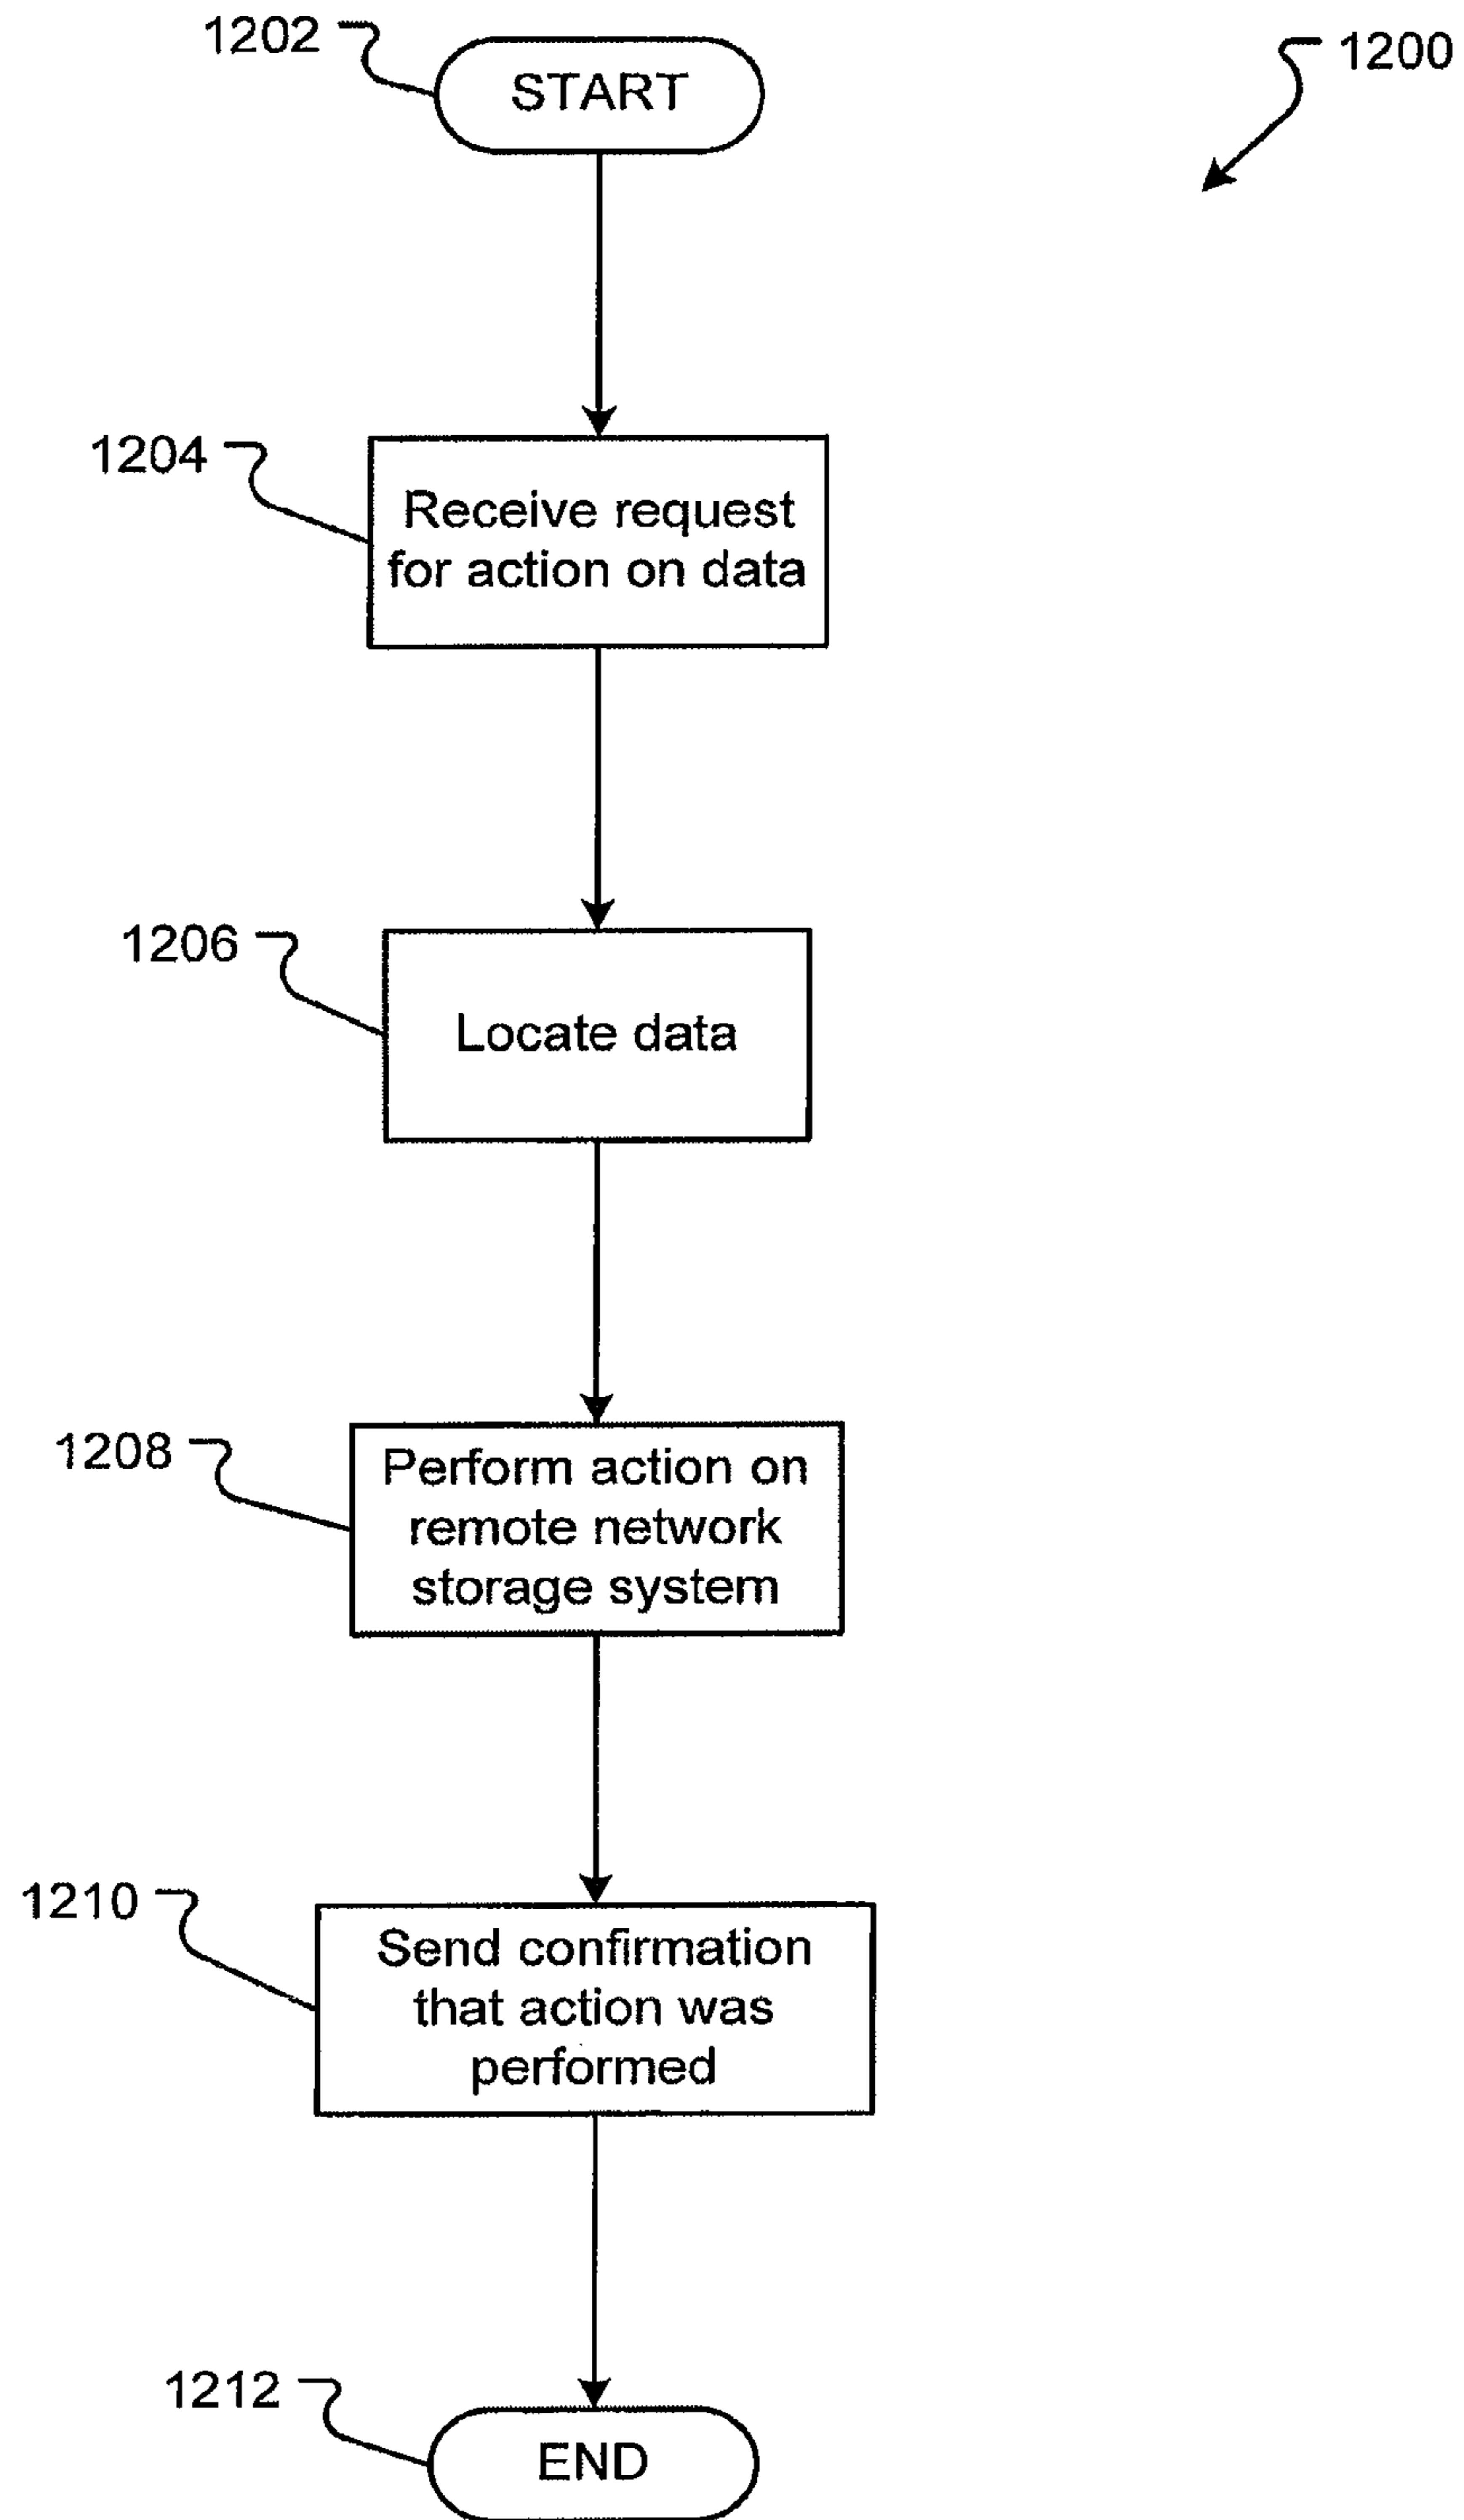 1202
START
1200
1204
Receive request
for action on data
1206
Locate data
1208
Perform action on
remote network
storage system
1210
Send confirmation
that action was
performed
1212
END